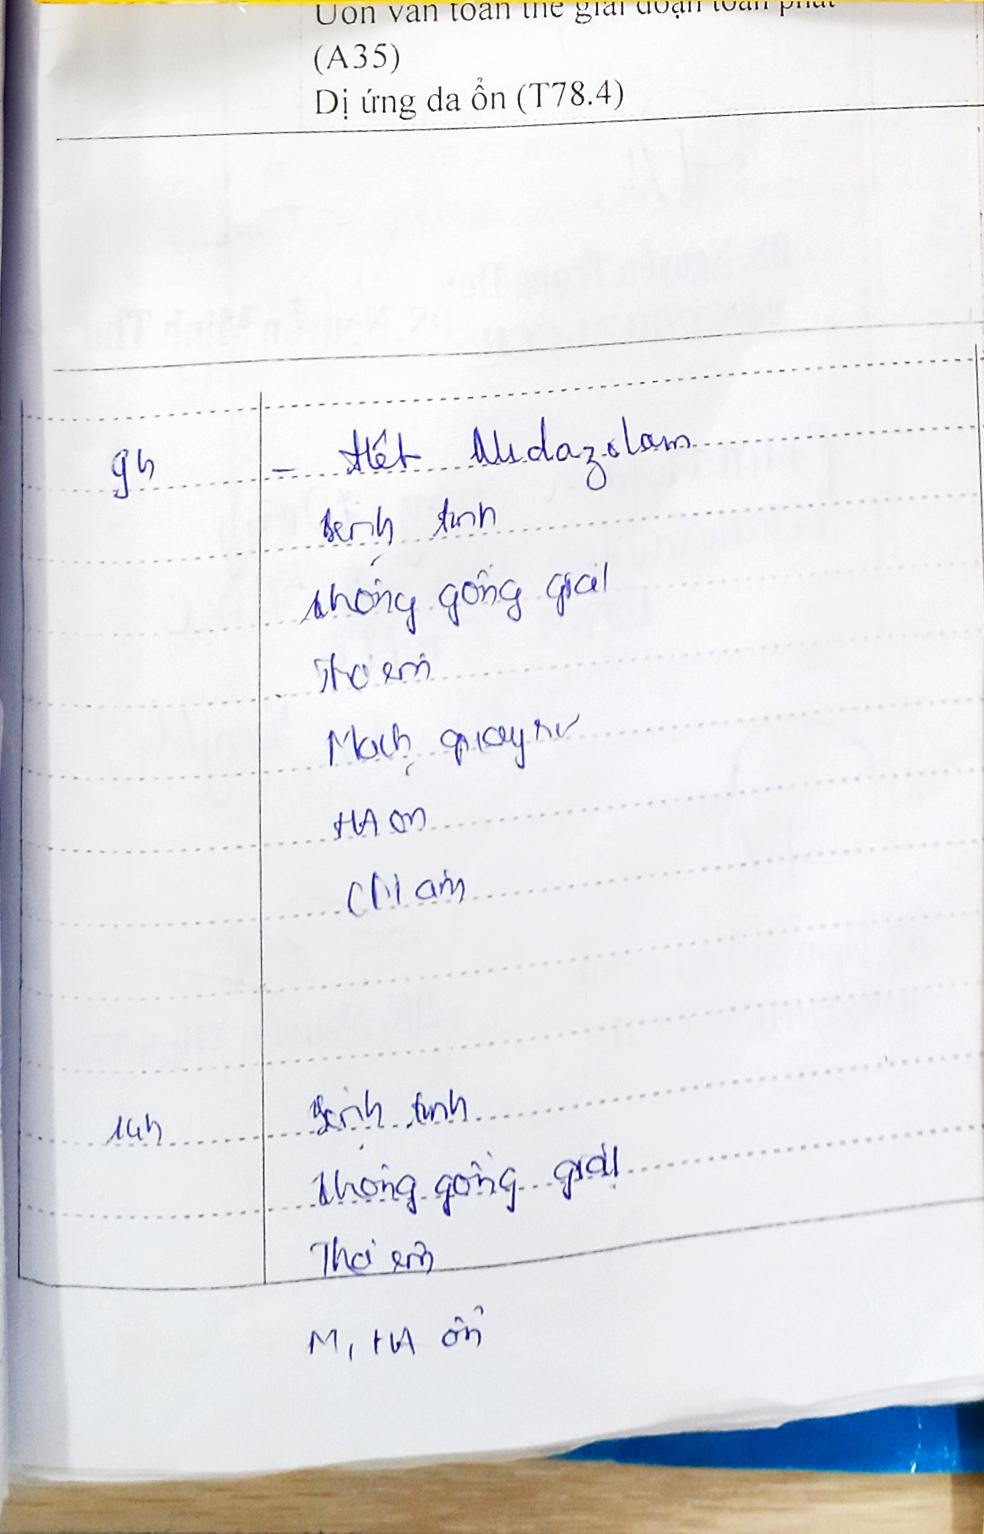 Uốn ván toàn thể giai đoạn toàn phát
(A35)
Dị ứng da ổn (T78.4)
9h
- Hết Midazolam
Bệnh tỉnh
không gồng giật
Thở êm
Mạch quay rõ
HA ổn
Chi ấm
14h
Bệnh tỉnh
không gồng giật
Thở êm
M, HA ổn